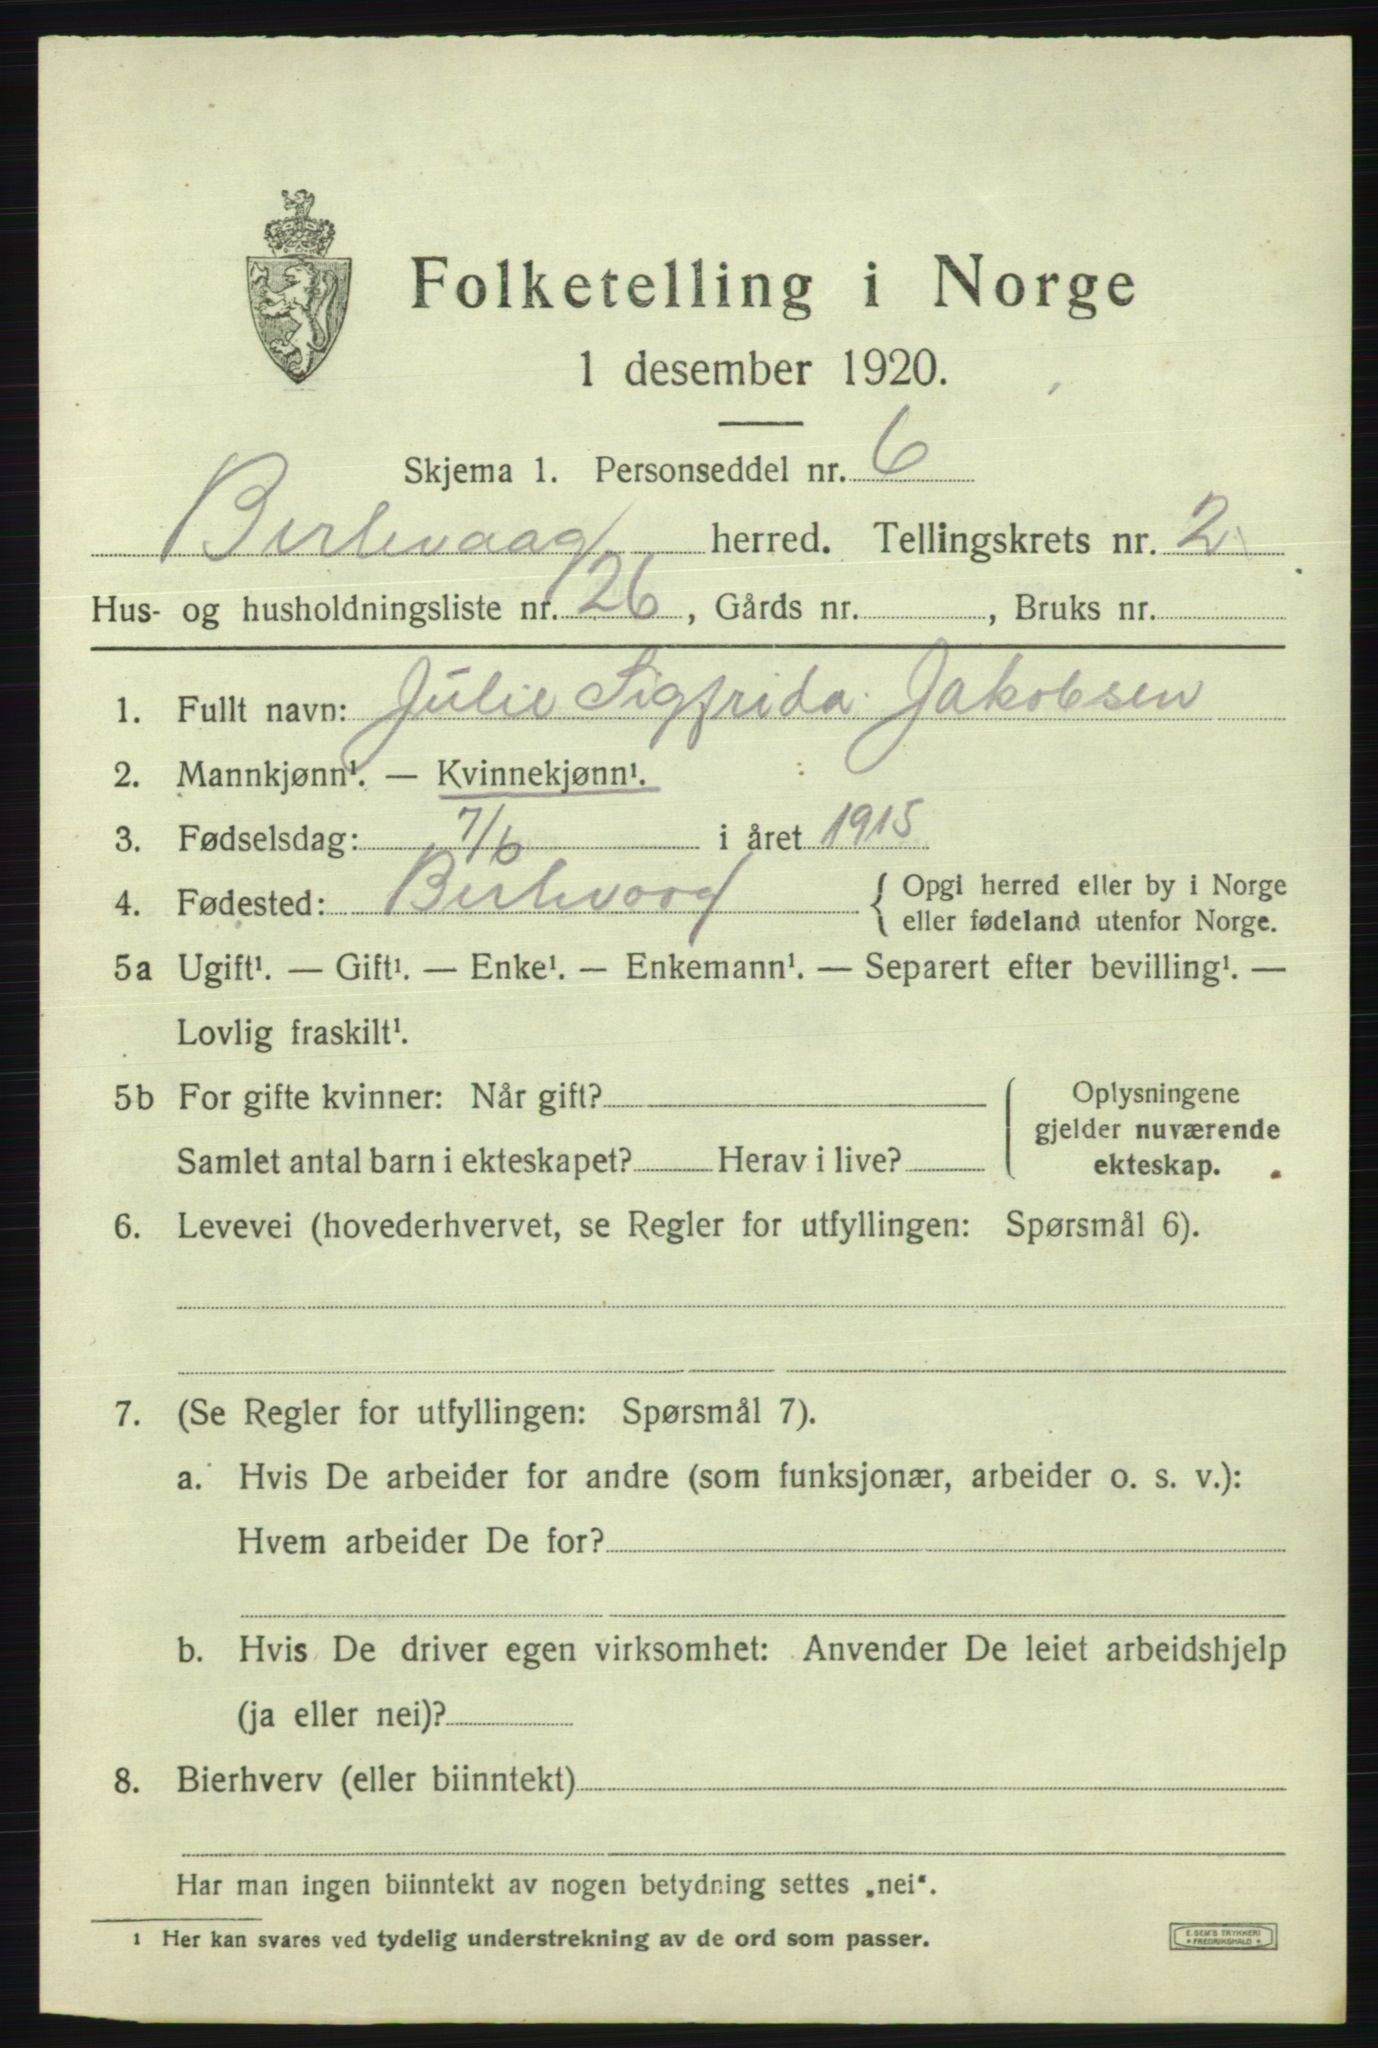 Folketelling i Norge
1 desember 1920.
Skjema 1. Personseddel nr. 6
Berlevaag herred. Tellingskrets nr. 2
Hus- og husholdningsliste nr. 26, Gårds nr. , Bruks nr.
1. Fullt navn: Julie Sigfrida Jakobsen
2. Mannkjønn¹. — Kvinnekjønn¹.
3. Fødselsdag: 7/6 i året 1915
4. Fødested: Berlevaag { Opgi herred eller by i Norge
eller fødeland utenfor Norge.
5a Ugift¹. — Gift¹. — Enke¹. — Enkemann¹. — Separert efter bevilling¹. —
Lovlig fraskilt¹.
5b For gifte kvinner: Når gift? Oplysningene
gjelder nuværende
Samlet antal barn i ekteskapet? Herav i live? ekteskap.
6. Levevei (hovederhvervet, se Regler for utfyllingen: Spørsmål 6).
7. (Se Regler for utfyllingen: Spørsmål 7).
a. Hvis De arbeider for andre (som funksjonær, arbeider o. s. v.):
Hvem arbeider De for?
b. Hvis De driver egen virksomhet: Anvender De leiet arbeidshjelp
(ja eller nei)?
8. Bierhverv (eller biinntekt)
Har man ingen biinntekt av nogen betydning settes „nei“.
1 Her kan svares ved tydelig understrekning av de ord som passer.
E. SEM'S TRYKKERI
* FREDRIKSHALD *